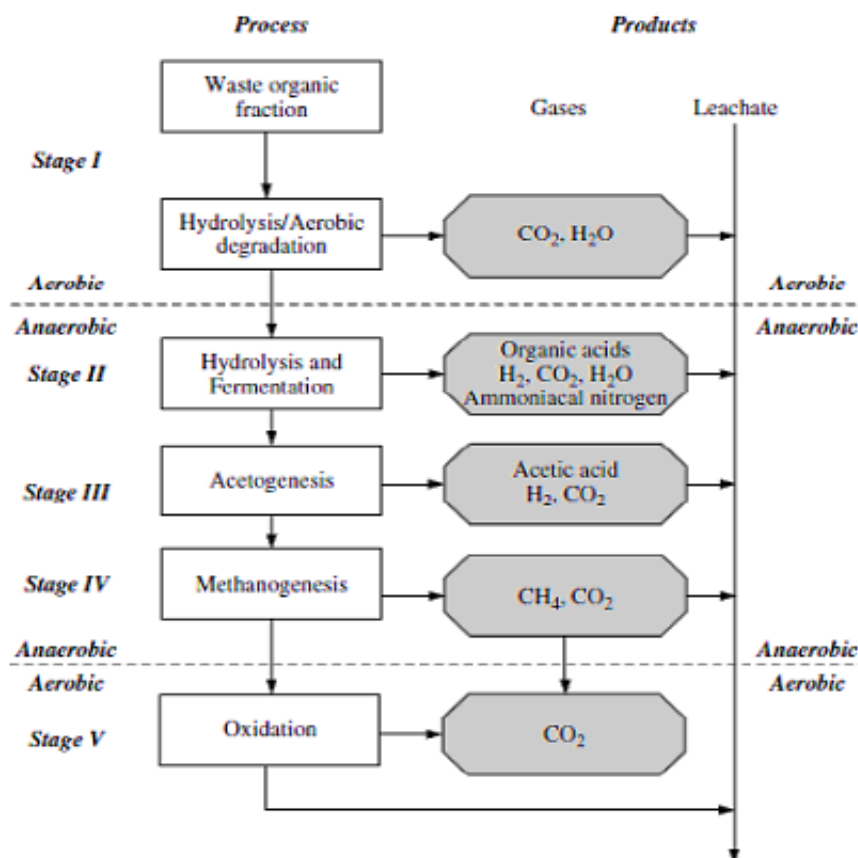 Process Products
Waste organic
fraction
Gases Leachate
Stage I
Hydrolysis/Aerobic
degradation
CO₂, H₂O
Aerobic Aerobic
Anaerobic Anaerobic
Stage II
Hydrolysis and
Fermentation
Organic acids
H₂, CO₂, H₂O
Ammoniacal nitrogen
Stage III
Acetogenesis
Acetic acid
H₂, CO₂
Stage IV
Methanogenesis
CH₄, CO₂
Anaerobic Anaerobic
Aerobic Aerobic
Stage V
Oxidation
CO₂